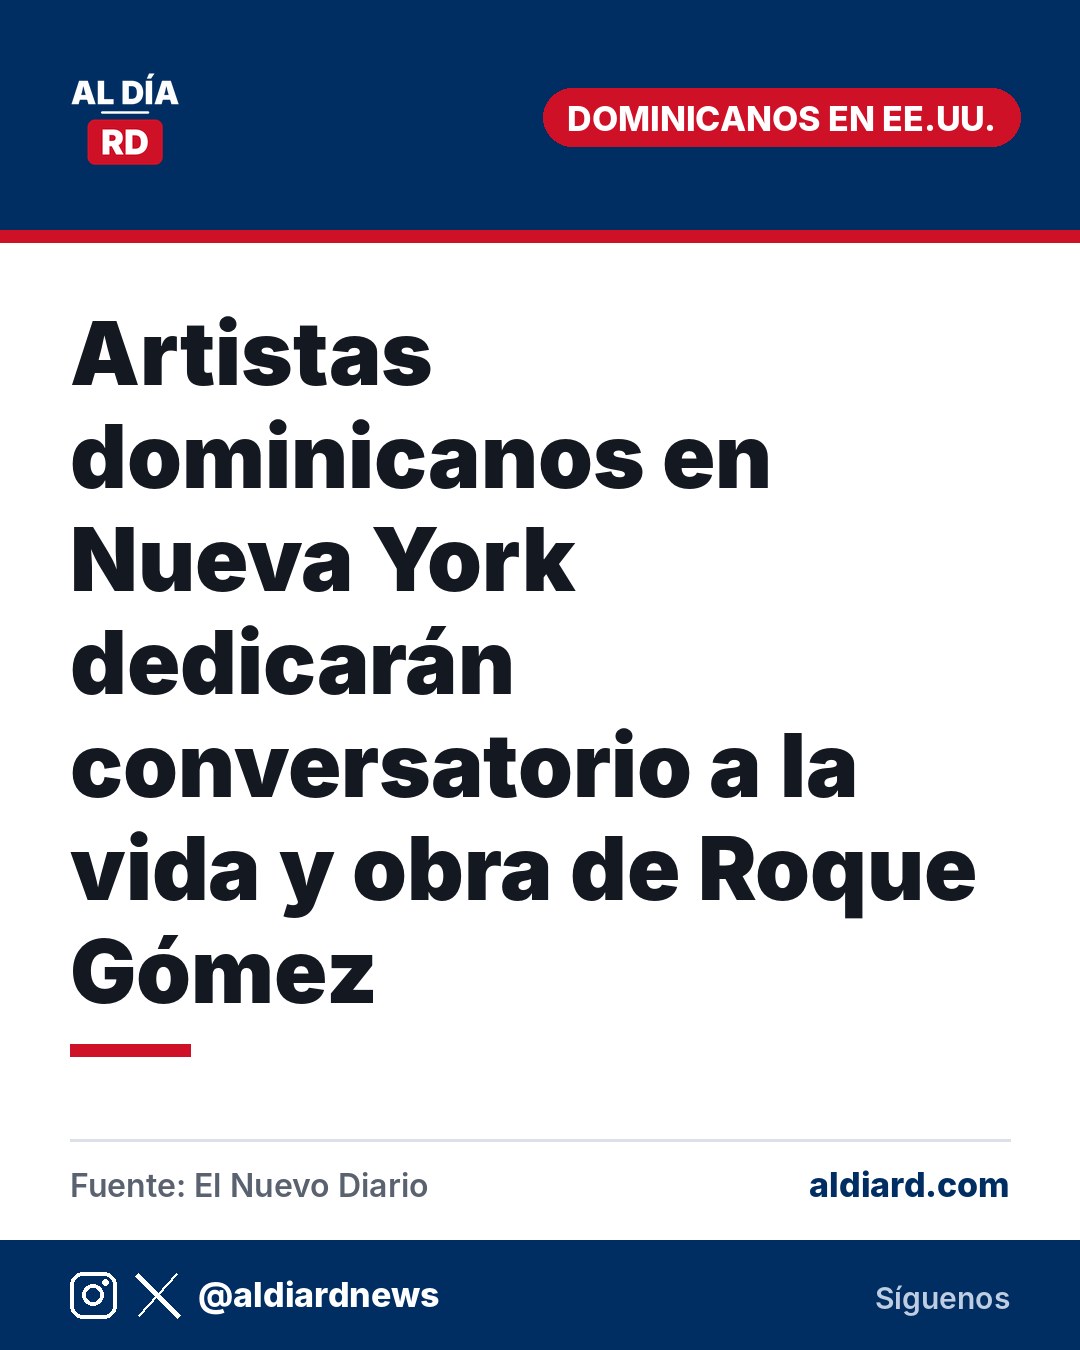 AL DÍA
RD
DOMINICANOS EN EE.UU.
Artistas
dominicanos en
Nueva York
dedicarán
conversatorio a la
vida y obra de Roque
Gómez
Fuente: El Nuevo Diario
aldiard.com
@aldiardnews
Síguenos